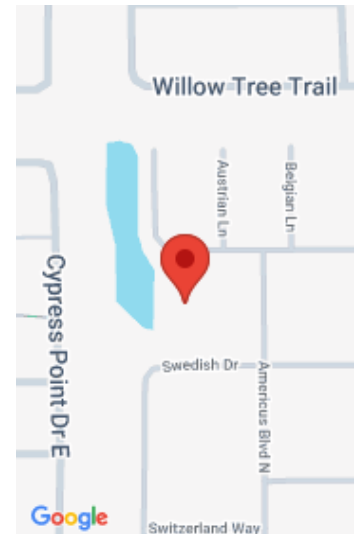 Willow Tree Trail
Austrian Ln
Belgian Ln
Cypress Point Dr E
Swedish Dr
Americus Blvd N
Google
Switzerland Way